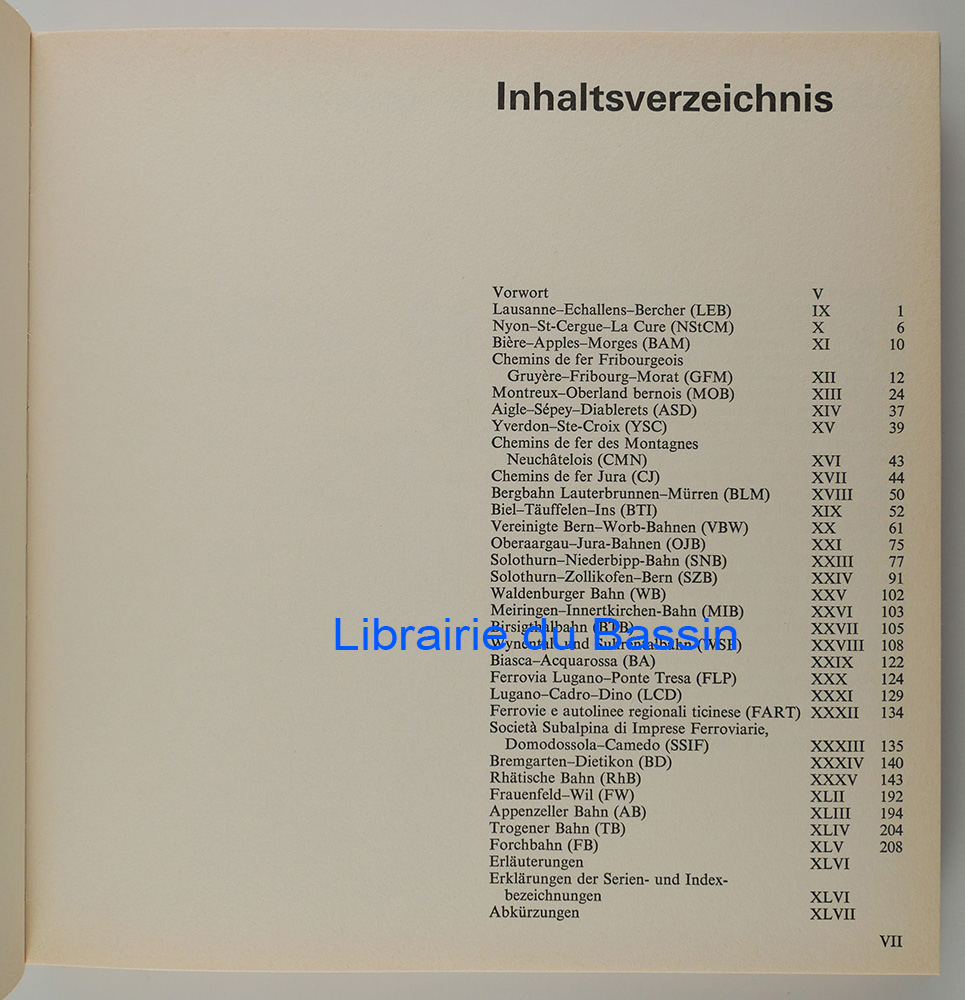 Inhaltsverzeichnis
Vorwort V
Lausanne–Echallens–Bercher (LEB) IX 1
Nyon–St-Cergue–La Cure (NStCM) X 6
Bière–Apples–Morges (BAM) XI 10
Chemins de fer Fribourgeois
Gruyère–Fribourg–Morat (GFM) XII 12
Montreux–Oberland bernois (MOB) XIII 24
Aigle–Sépey–Diablerets (ASD) XIV 37
Yverdon–Ste-Croix (YSC) XV 39
Chemins de fer des Montagnes
Neuchâtelois (CMN) XVI 43
Chemins de fer Jura (CJ) XVII 44
Bergbahn Lauterbrunnen–Mürren (BLM) XVIII 50
Biel–Täuffelen–Ins (BTI) XIX 52
Vereinigte Bern–Worb-Bahnen (VBW) XX 61
Oberaargau–Jura-Bahnen (OJB) XXI 75
Solothurn–Niederbipp-Bahn (SNB) XXIII 77
Solothurn–Zollikofen–Bern (SZB) XXIV 91
Waldenburger Bahn (WB) XXV 102
Meiringen–Innertkirchen-Bahn (MIB) XXVI 103
Birsigthalbahn (BTB) XXVII 105
Librairie du Bassin
Wynental- und Suhrentalbahn (WSB) XXVIII 108
Biasca–Acquarossa (BA) XXIX 122
Ferrovia Lugano–Ponte Tresa (FLP) XXX 124
Lugano–Cadro–Dino (LCD) XXXI 129
Ferrovie e autolinee regionali ticinese (FART) XXXII 134
Società Subalpina di Imprese Ferroviarie,
Domodossola–Camedo (SSIF) XXXIII 135
Bremgarten–Dietikon (BD) XXXIV 140
Rhätische Bahn (RhB) XXXV 143
Frauenfeld–Wil (FW) XLII 192
Appenzeller Bahn (AB) XLIII 194
Trogener Bahn (TB) XLIV 204
Forchbahn (FB) XLV 208
Erläuterungen XLVI
Erklärungen der Serien- und Index-
bezeichnungen XLVI
Abkürzungen XLVII
VII